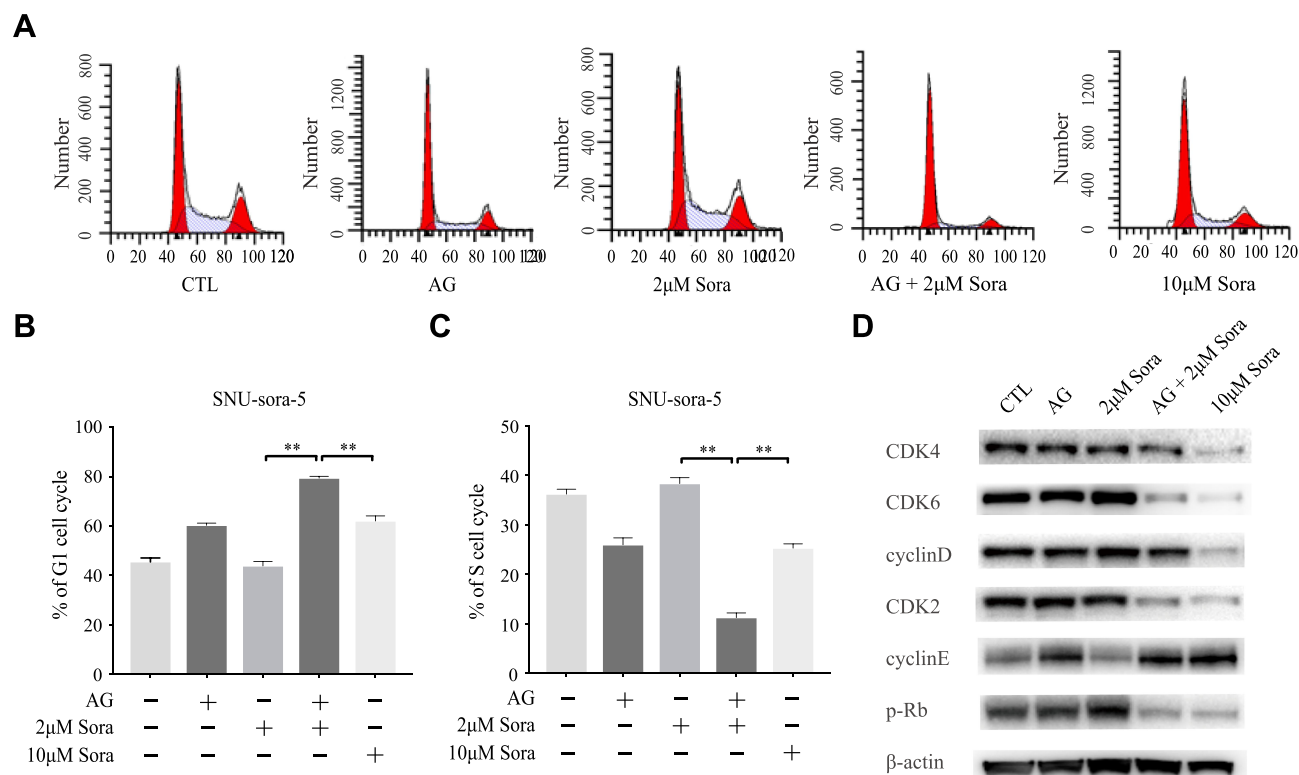 A
Number
800
600
400
200
0
0 20 40 60 80 100 120
CTL
Number
1200
800
400
0
0 20 40 60 80 100 120
AG
Number
800
600
400
200
0
0 20 40 60 80 100 120
2μM Sora
Number
600
400
200
0
0 20 40 60 80 100 120
AG + 2μM Sora
Number
1200
800
400
0
0 20 40 60 80 100 120
10μM Sora
B
SNU-sora-5
% of G1 cell cycle
100
80
60
40
20
0
** **
AG − + − + −
2μM Sora − − + + −
10μM Sora − − − − +
C
SNU-sora-5
% of S cell cycle
50
40
30
20
10
0
** **
AG − + − + −
2μM Sora − − + + −
10μM Sora − − − − +
D
CTL AG 2μM Sora AG + 2μM Sora 10μM Sora
CDK4
CDK6
cyclinD
CDK2
cyclinE
p-Rb
β-actin